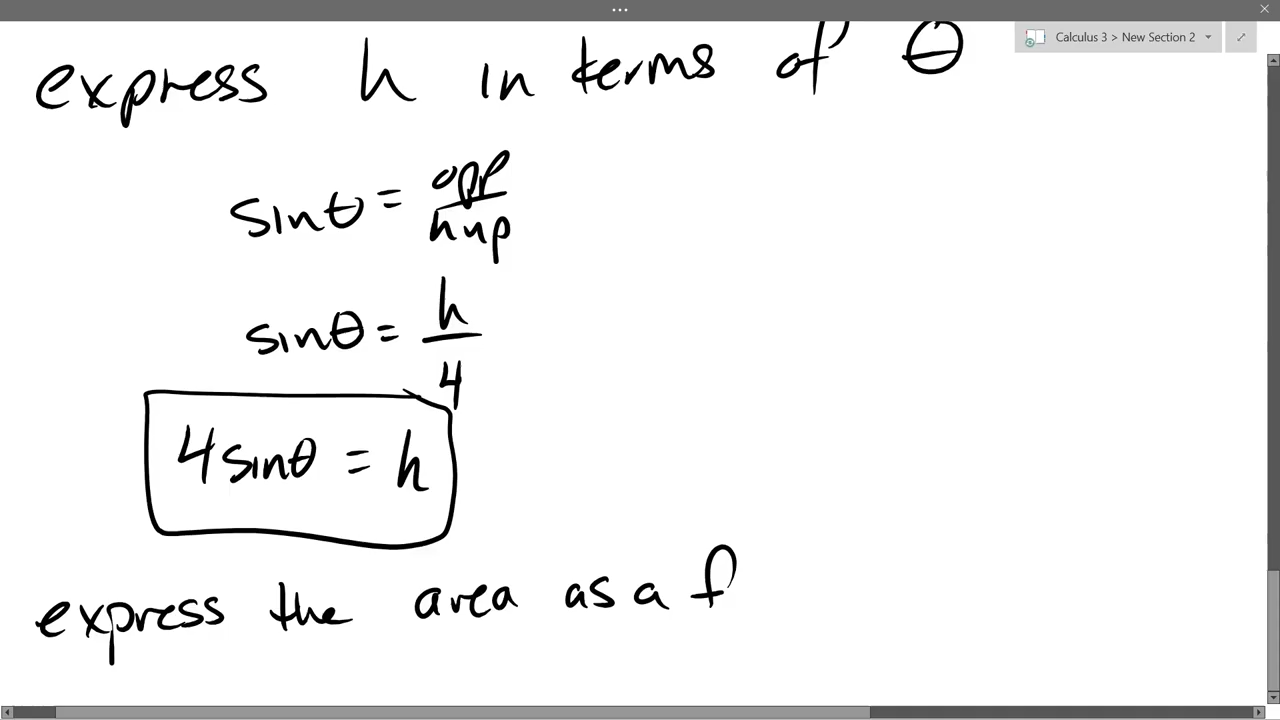 Calculus 3 > New Section 2
express h in terms of θ
sinθ = opp/hyp
sinθ = h/4
4sinθ = h
express the area as a f